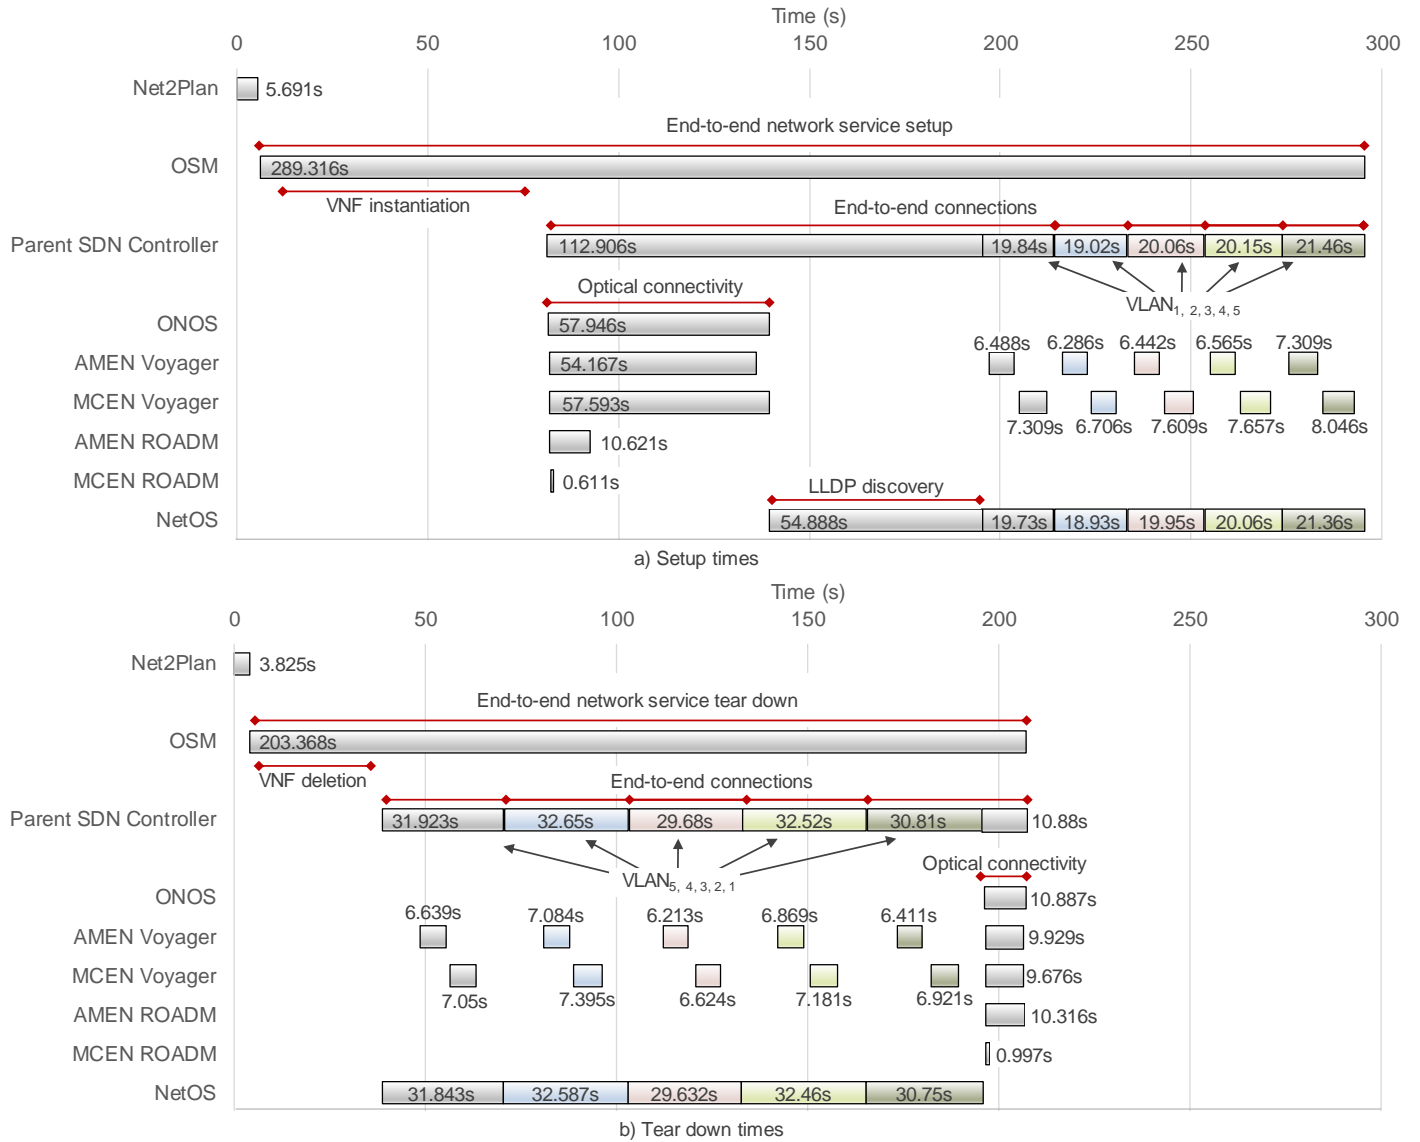 Time (s)
0 50 100 150 200 250 300
Net2Plan 5.691s
End-to-end network service setup
OSM 289.316s
VNF instantiation
End-to-end connections
Parent SDN Controller 112.906s 19.84s 19.02s 20.06s 20.15s 21.46s
Optical connectivity
VLAN1, 2, 3, 4, 5
ONOS 57.946s
6.488s 6.286s 6.442s 6.565s 7.309s
AMEN Voyager 54.167s
MCEN Voyager 57.593s
7.309s 6.706s 7.609s 7.657s 8.046s
AMEN ROADM 10.621s
MCEN ROADM 0.611s
LLDP discovery
NetOS 54.888s 19.73s 18.93s 19.95s 20.06s 21.36s
a) Setup times
Time (s)
0 50 100 150 200 250 300
Net2Plan 3.825s
End-to-end network service tear down
OSM 203.368s
VNF deletion
End-to-end connections
Parent SDN Controller 31.923s 32.65s 29.68s 32.52s 30.81s 10.88s
Optical connectivity
VLAN5, 4, 3, 2, 1
ONOS 10.887s
6.639s 7.084s 6.213s 6.869s 6.411s
AMEN Voyager 9.929s
MCEN Voyager 9.676s
7.05s 7.395s 6.624s 7.181s 6.921s
AMEN ROADM 10.316s
MCEN ROADM 0.997s
NetOS 31.843s 32.587s 29.632s 32.46s 30.75s
b) Tear down times